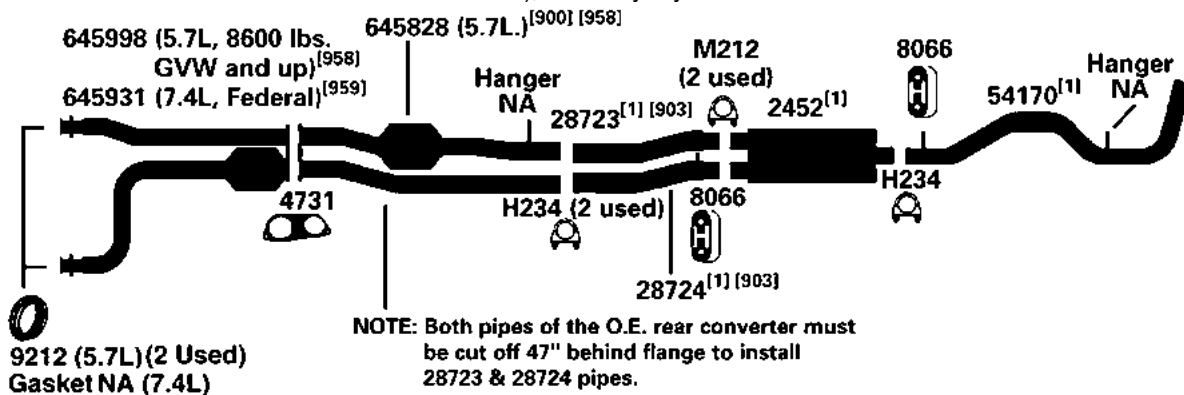 645998 (5.7L, 8600 lbs.
GVW and up)[958]
645931 (7.4L, Federal)[959]
645828 (5.7L.)[900] [958]
Hanger
NA
28723[1] [903]
M212
(2 used)
2452[1]
8066
54170[1]
Hanger
NA
4731
H234 (2 used)
8066
H234
28724[1] [903]
NOTE: Both pipes of the O.E. rear converter must
be cut off 47" behind flange to install
28723 & 28724 pipes.
9212 (5.7L) (2 Used)
Gasket NA (7.4L)